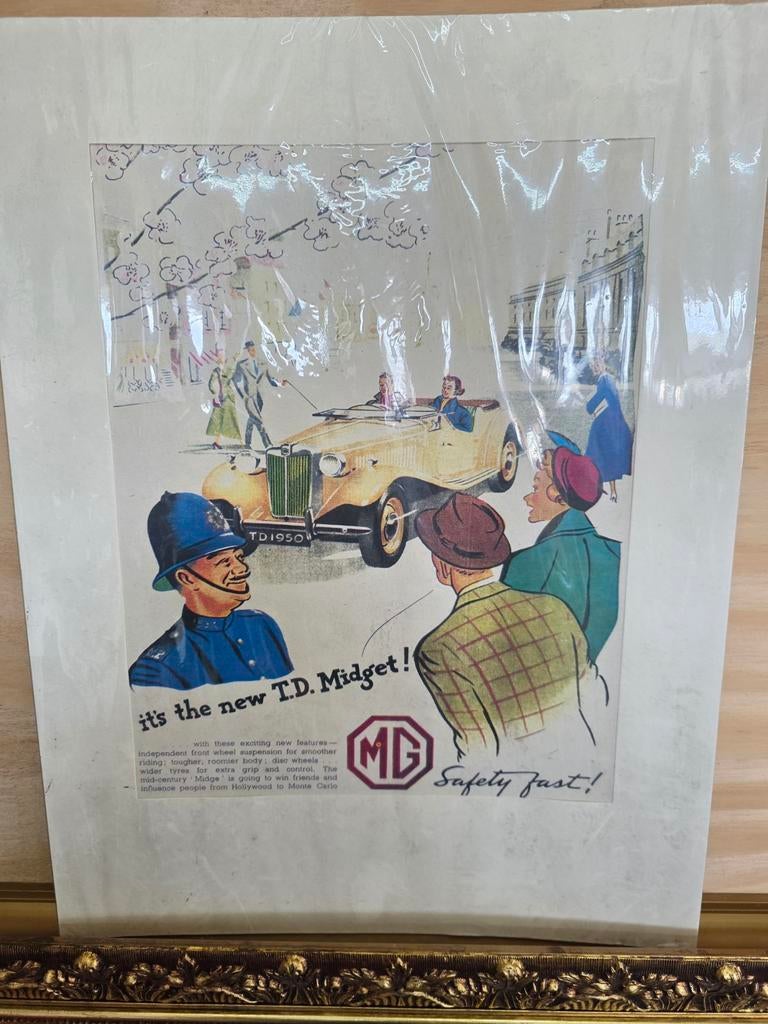 TD1950
it's the new T.D. Midget!
... with these exciting new features—
independent front wheel suspension for smoother
riding; tougher, roomier body; disc wheels...
wider tyres for extra grip and control. The
mid-century 'Midge' is going to win friends and
influence people from Hollywood to Monte Carlo
MG
Safety fast!